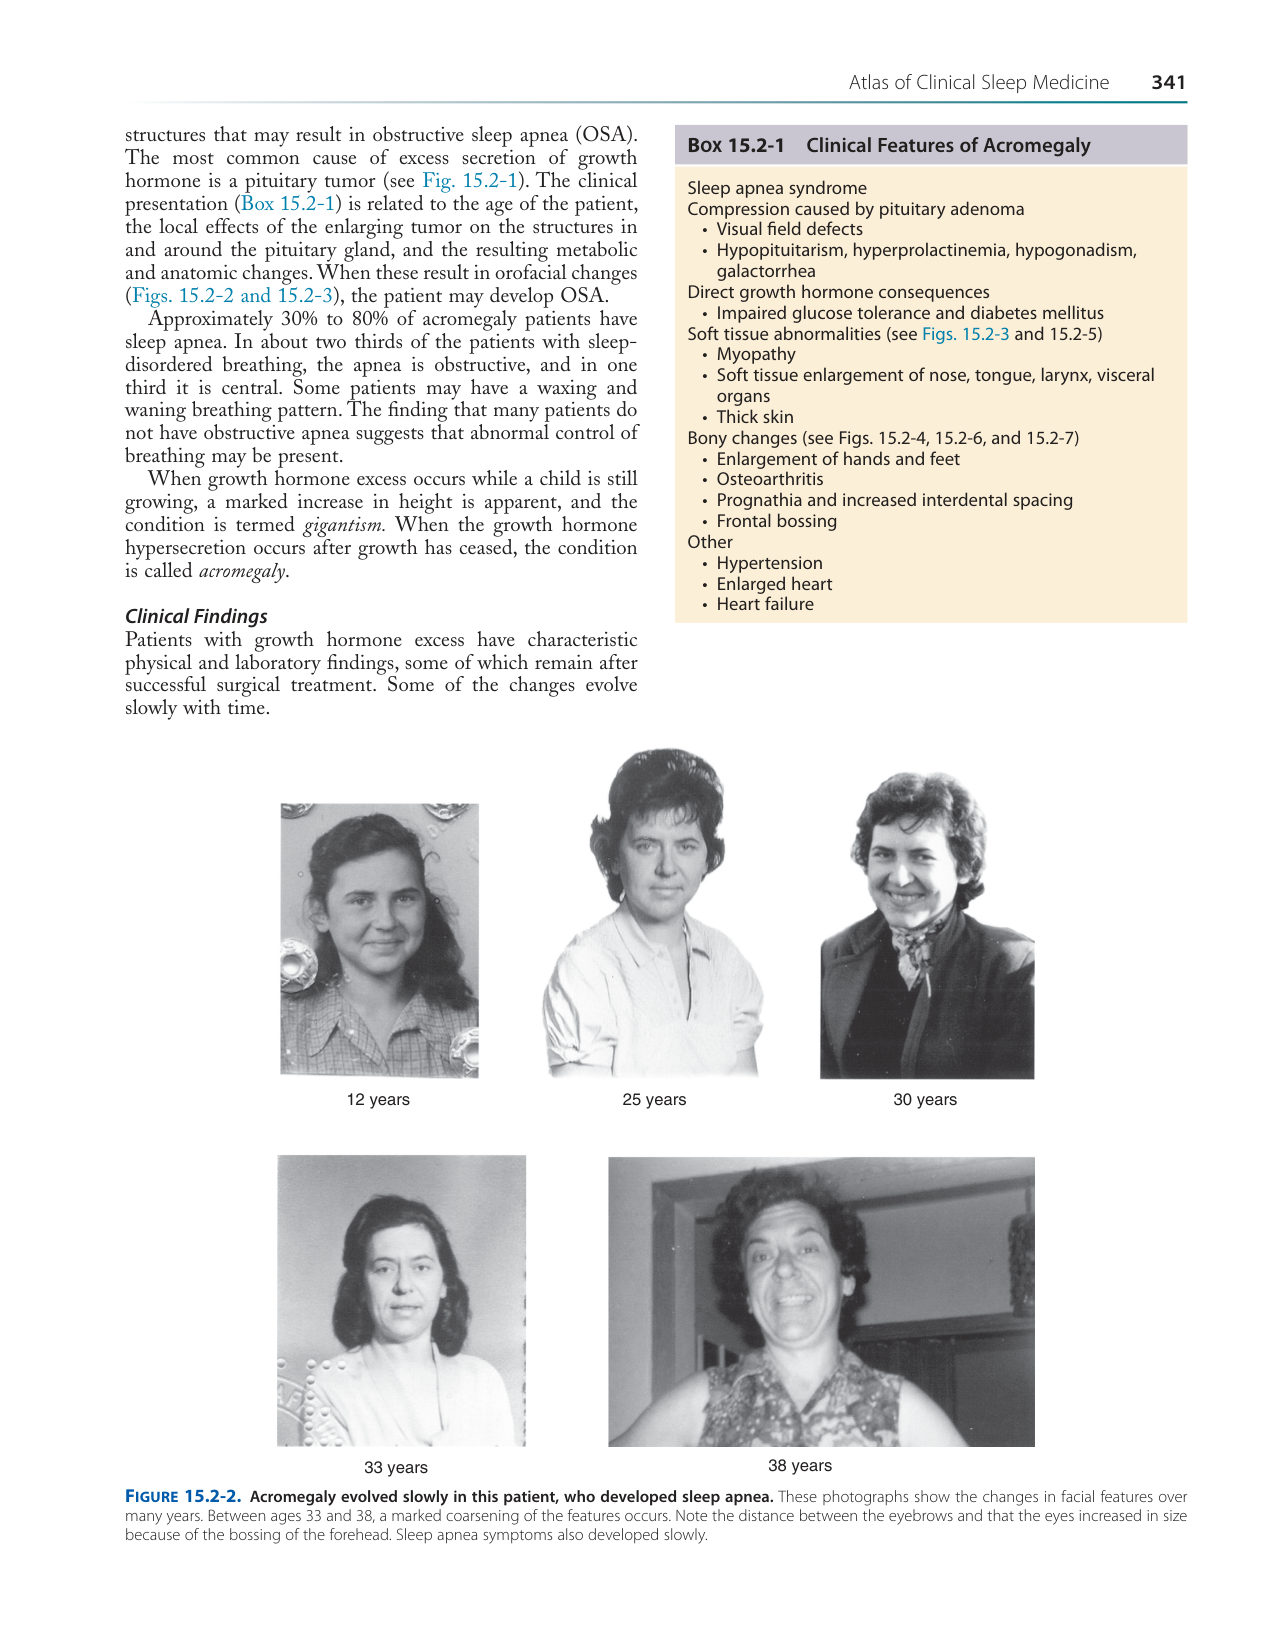 Atlas of Clinical Sleep Medicine 341
structures that may result in obstructive sleep apnea (OSA).
The most common cause of excess secretion of growth
hormone is a pituitary tumor (see Fig. 15.2-1). The clinical
presentation (Box 15.2-1) is related to the age of the patient,
the local effects of the enlarging tumor on the structures in
and around the pituitary gland, and the resulting metabolic
and anatomic changes. When these result in orofacial changes
(Figs. 15.2-2 and 15.2-3), the patient may develop OSA.
Approximately 30% to 80% of acromegaly patients have
sleep apnea. In about two thirds of the patients with sleep-
disordered breathing, the apnea is obstructive, and in one
third it is central. Some patients may have a waxing and
waning breathing pattern. The finding that many patients do
not have obstructive apnea suggests that abnormal control of
breathing may be present.
When growth hormone excess occurs while a child is still
growing, a marked increase in height is apparent, and the
condition is termed gigantism. When the growth hormone
hypersecretion occurs after growth has ceased, the condition
is called acromegaly.
Clinical Findings
Patients with growth hormone excess have characteristic
physical and laboratory findings, some of which remain after
successful surgical treatment. Some of the changes evolve
slowly with time.
Box 15.2-1 Clinical Features of Acromegaly
Sleep apnea syndrome
Compression caused by pituitary adenoma
• Visual field defects
• Hypopituitarism, hyperprolactinemia, hypogonadism,
galactorrhea
Direct growth hormone consequences
• Impaired glucose tolerance and diabetes mellitus
Soft tissue abnormalities (see Figs. 15.2-3 and 15.2-5)
• Myopathy
• Soft tissue enlargement of nose, tongue, larynx, visceral
organs
• Thick skin
Bony changes (see Figs. 15.2-4, 15.2-6, and 15.2-7)
• Enlargement of hands and feet
• Osteoarthritis
• Prognathia and increased interdental spacing
• Frontal bossing
Other
• Hypertension
• Enlarged heart
• Heart failure
12 years
25 years
30 years
33 years
38 years
FIGURE 15.2-2. Acromegaly evolved slowly in this patient, who developed sleep apnea. These photographs show the changes in facial features over
many years. Between ages 33 and 38, a marked coarsening of the features occurs. Note the distance between the eyebrows and that the eyes increased in size
because of the bossing of the forehead. Sleep apnea symptoms also developed slowly.